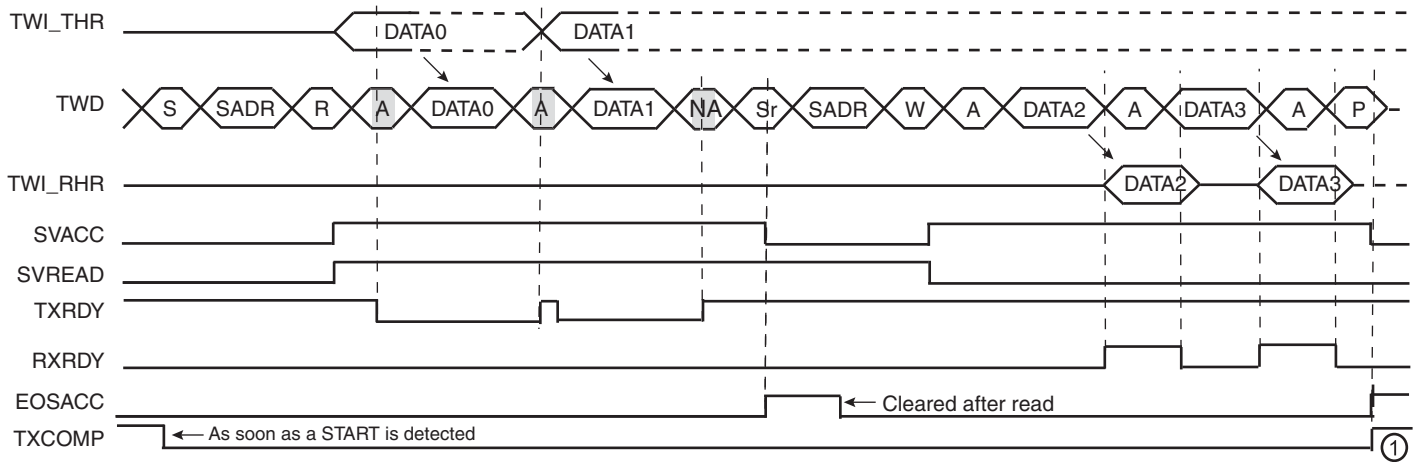 TWI_THR DATA0 DATA1
TWD S SADR R A DATA0 A DATA1 NA Sr SADR W A DATA2 A DATA3 A P
TWI_RHR DATA2 DATA3
SVACC
SVREAD
TXRDY
RXRDY
EOSACC Cleared after read
TXCOMP As soon as a START is detected 1